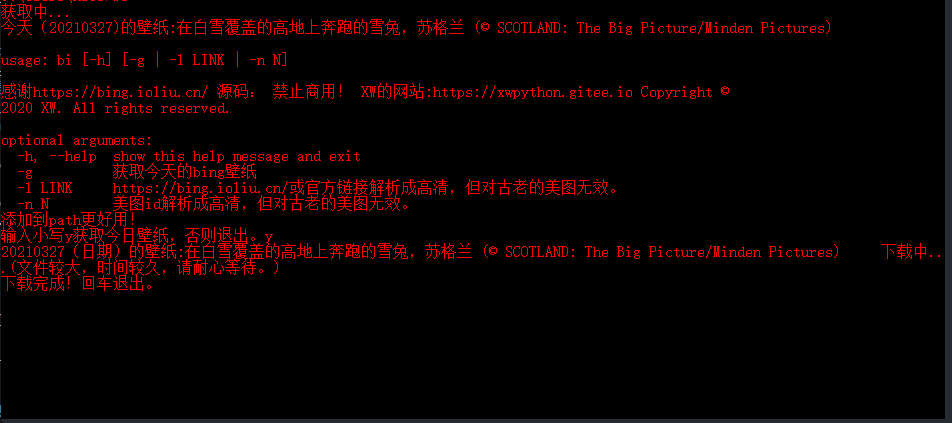 获取中...
今天（20210327)的壁纸:在白雪覆盖的高地上奔跑的雪兔，苏格兰 (© SCOTLAND: The Big Picture/Minden Pictures)
usage: bi [-h] [-g | -l LINK | -n N]
感谢https://bing.ioliu.cn/ 源码： 禁止商用！ XW的网站:https://xwpython.gitee.io Copyright ©
2020 XW. All rights reserved.
optional arguments:
-h, --help show this help message and exit
-g 获取今天的bing壁纸
-l LINK https://bing.ioliu.cn/或官方链接解析成高清，但对古老的美图无效。
-n N 美图id解析成高清，但对古老的美图无效。
添加到path更好用！
输入小写y获取今日壁纸，否则退出。y
20210327（日期）的壁纸:在白雪覆盖的高地上奔跑的雪兔，苏格兰 (© SCOTLAND: The Big Picture/Minden Pictures) 下载中..
.(文件较大，时间较久，请耐心等待。)
下载完成！回车退出。